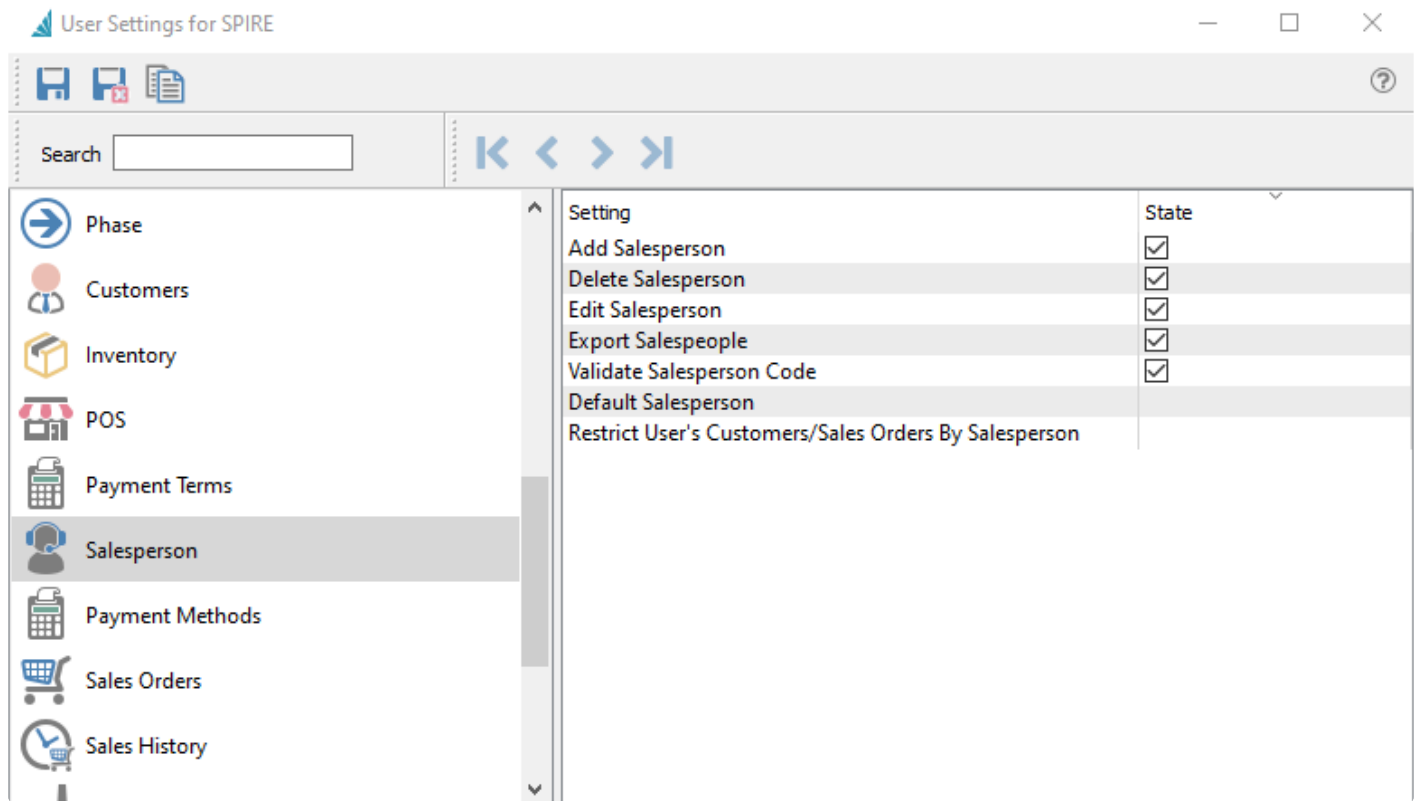 User Settings for SPIRE
Search
Phase
Customers
Inventory
POS
Payment Terms
Salesperson
Payment Methods
Sales Orders
Sales History
Setting State
Add Salesperson
Delete Salesperson
Edit Salesperson
Export Salespeople
Validate Salesperson Code
Default Salesperson
Restrict User's Customers/Sales Orders By Salesperson